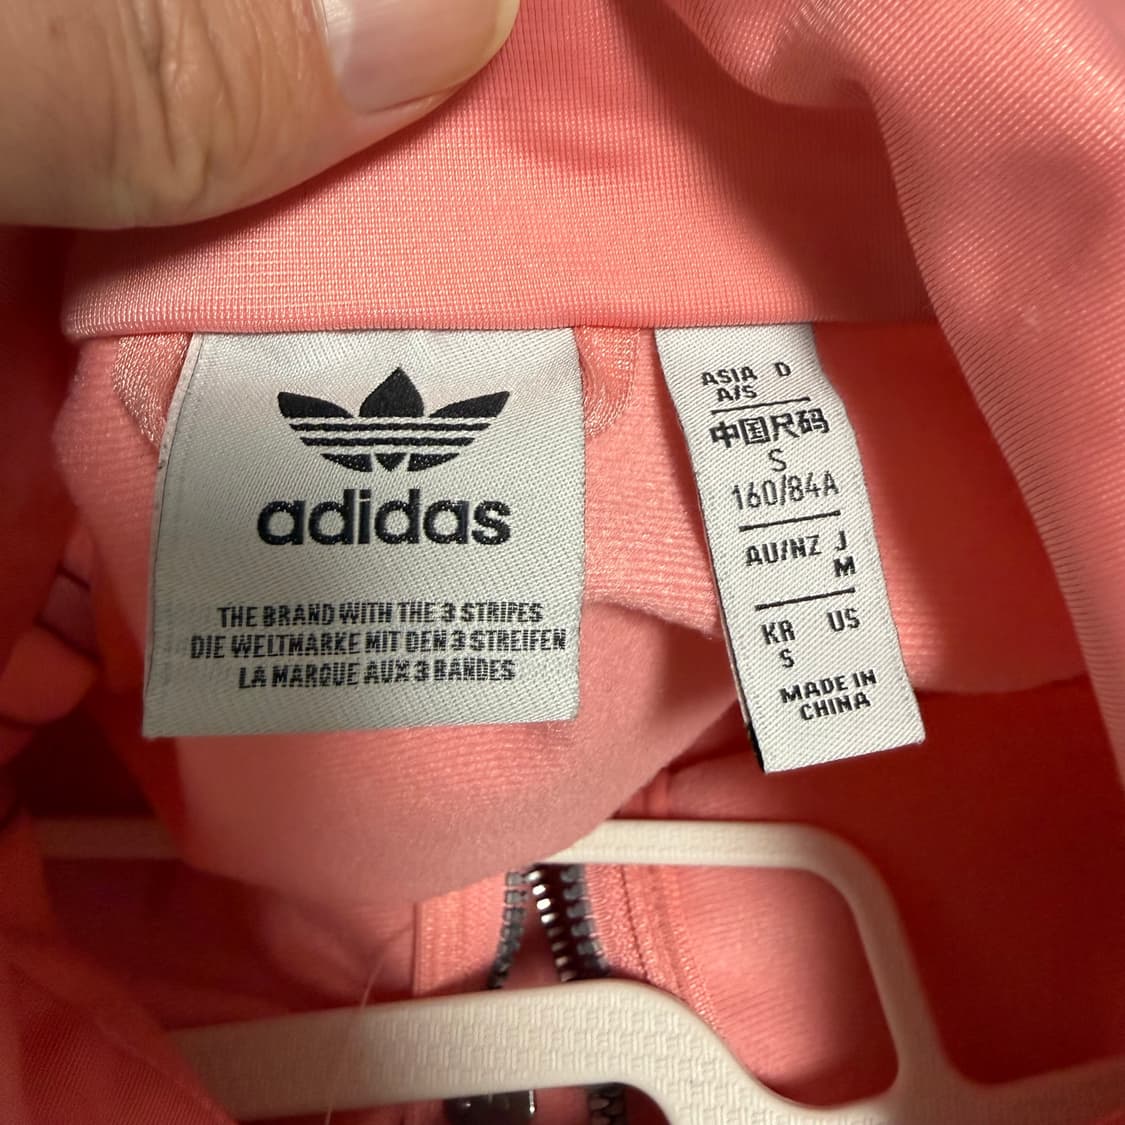 adidas
THE BRAND WITH THE 3 STRIPES
DIE WELTMARKE MIT DEN 3 STREIFEN
LA MARQUE AUX 3 BANDES
ASIA D
A/S
中国尺码
S
160/84A
AU/NZ J
M
KR US
S
MADE IN
CHINA